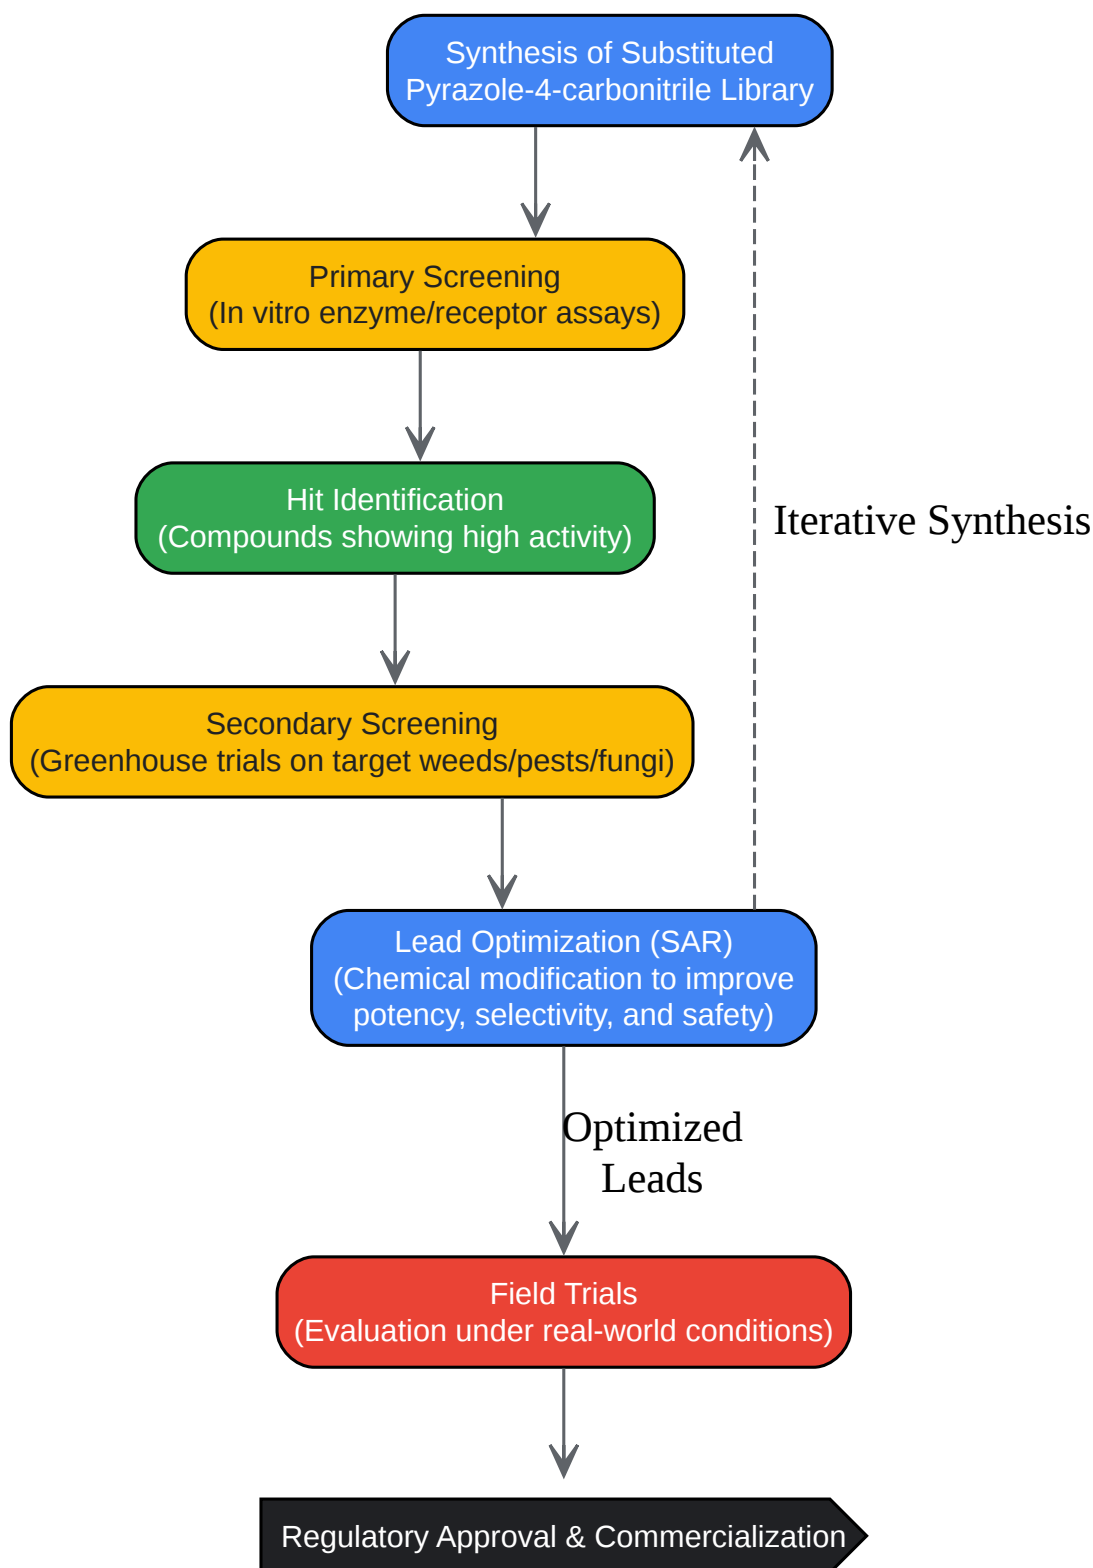 Synthesis of Substituted
Pyrazole-4-carbonitrile Library
Primary Screening
(In vitro enzyme/receptor assays)
Hit Identification
(Compounds showing high activity)
Iterative Synthesis
Secondary Screening
(Greenhouse trials on target weeds/pests/fungi)
Lead Optimization (SAR)
(Chemical modification to improve
potency, selectivity, and safety)
Optimized
Leads
Field Trials
(Evaluation under real-world conditions)
Regulatory Approval & Commercialization